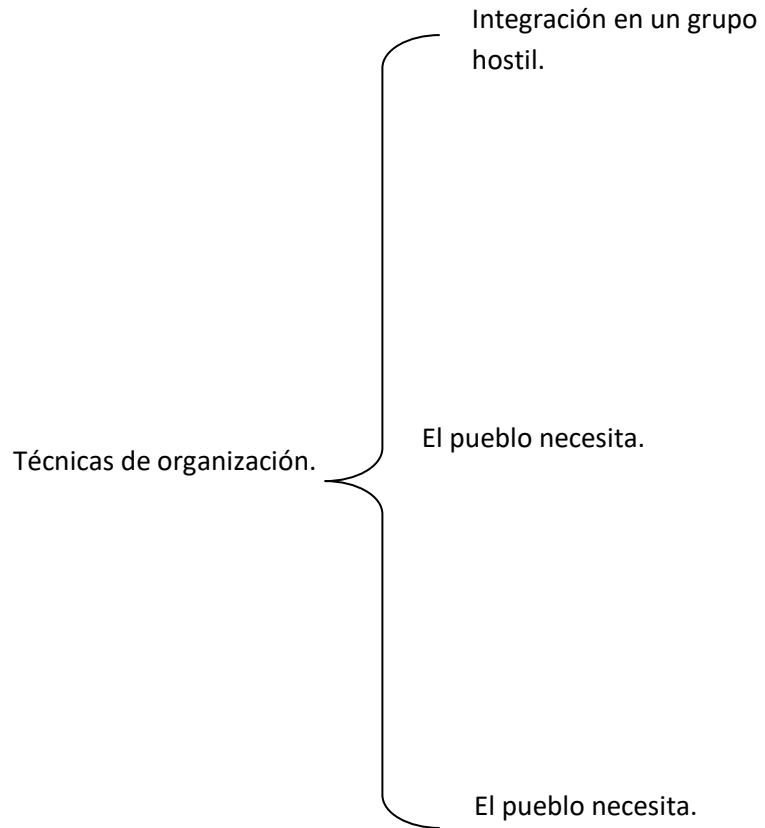 Integración en un grupo
hostil.
El pueblo necesita.
Técnicas de organización.
El pueblo necesita.